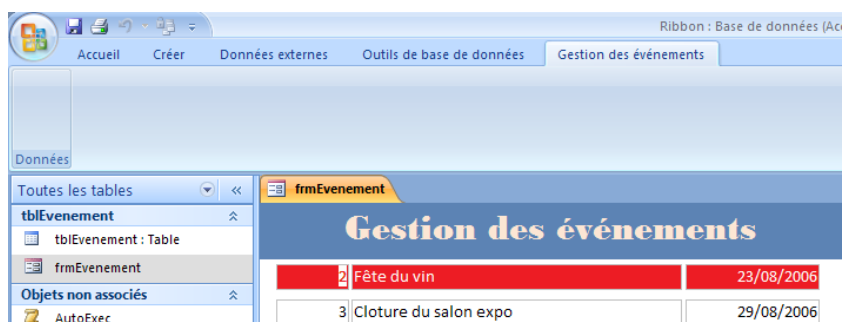 Ribbon : Base de données (Acc
Accueil Créer Données externes Outils de base de données Gestion des événements
Données
Toutes les tables
frmEvenement
tblEvenement
tblEvenement : Table
frmEvenement
Objets non associés
AutoExec
Gestion des événements
2 Fête du vin 23/08/2006
3 Cloture du salon expo 29/08/2006